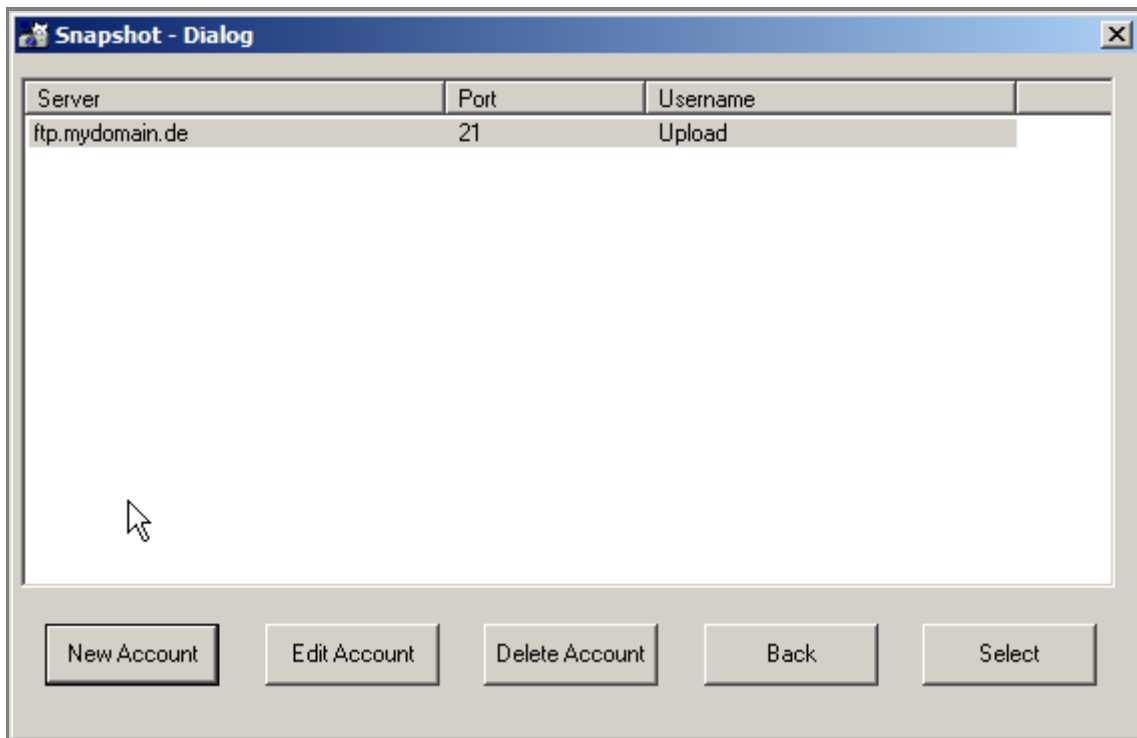 Snapshot - Dialog
Server Port Username
ftp.mydomain.de 21 Upload
New Account Edit Account Delete Account Back Select